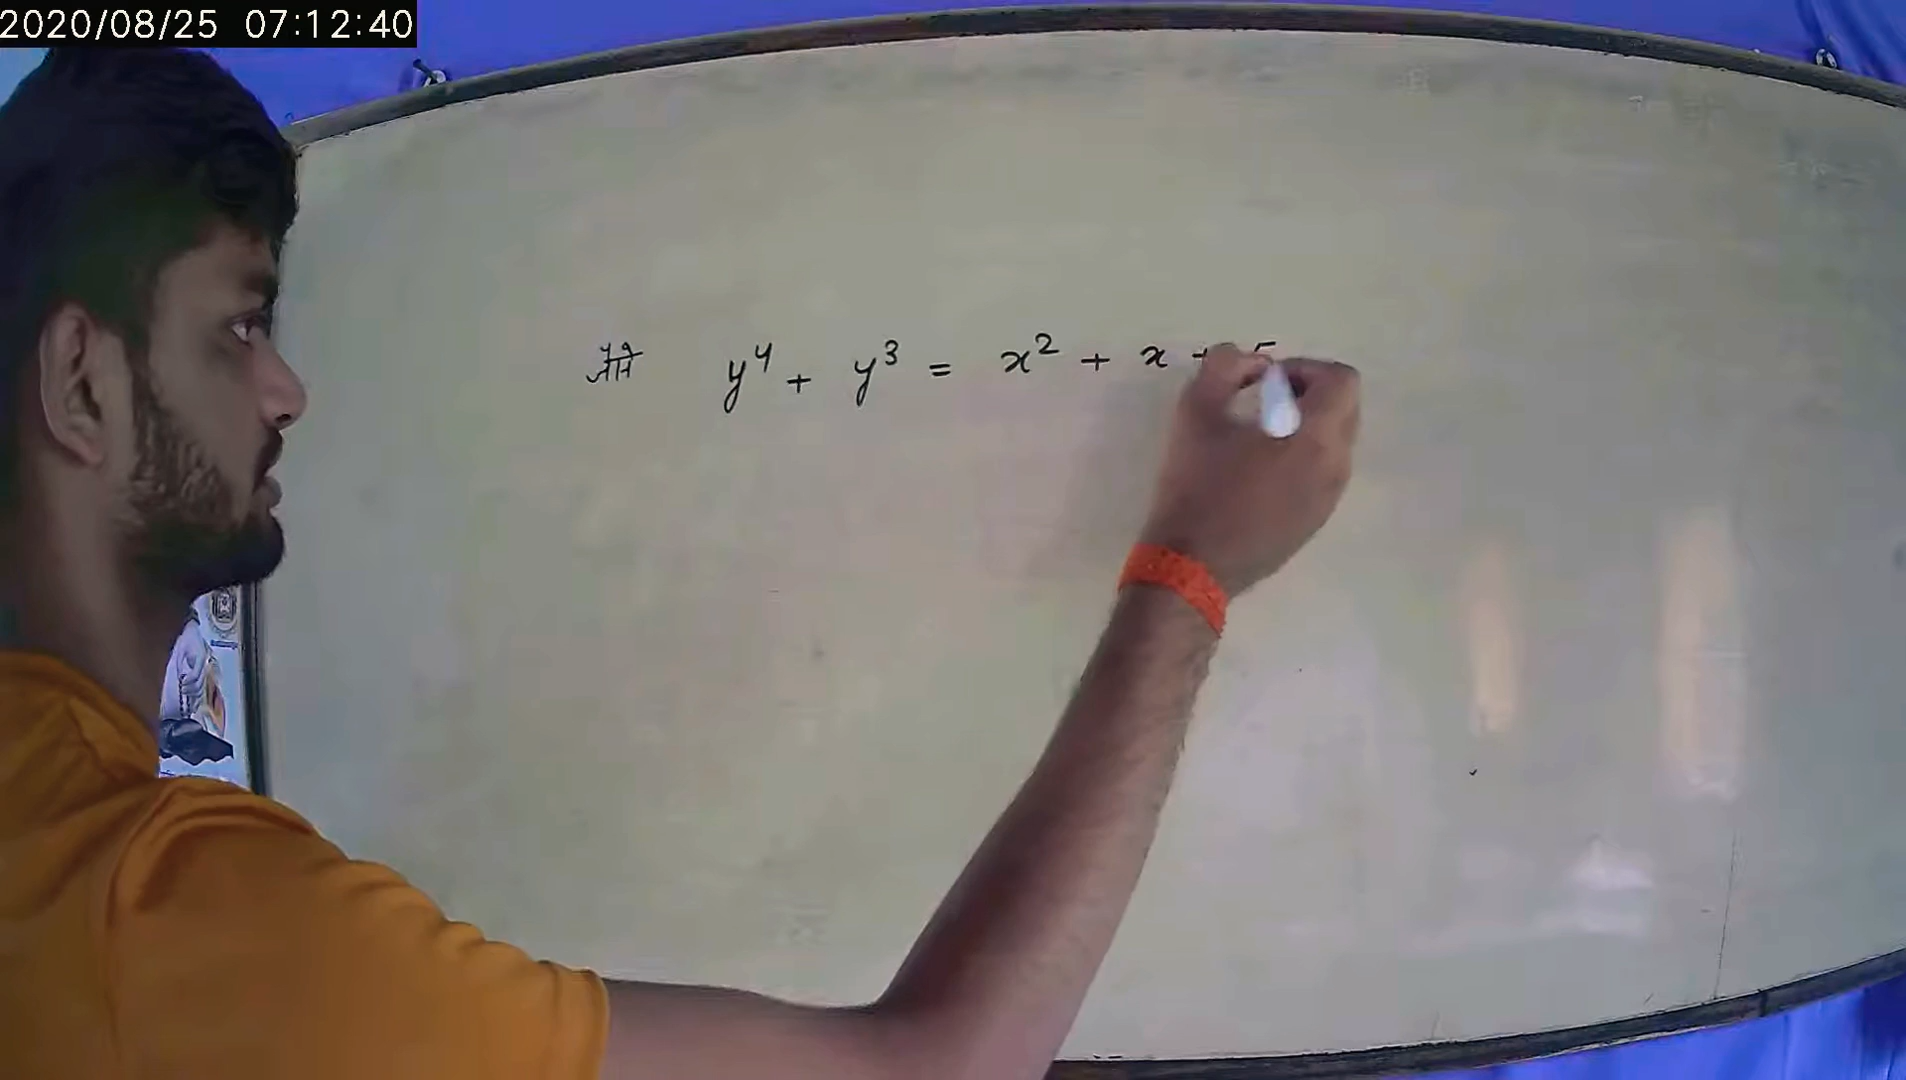 2020/08/25 07:12:40
y⁴ + y³ = x² + x +